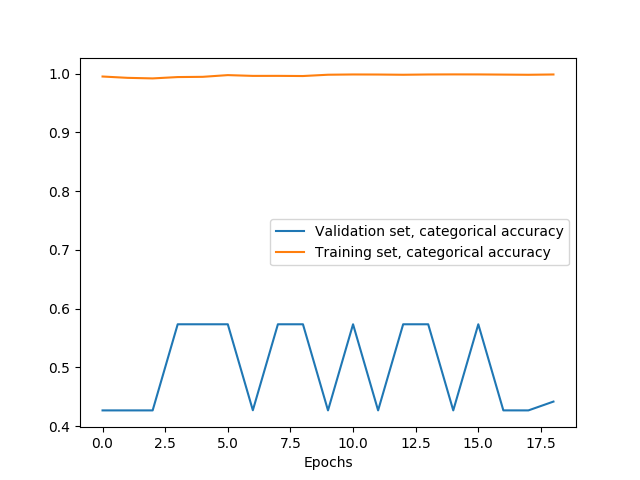 1.0
0.9
0.8
0.7
0.6
0.5
0.4
Validation set, categorical accuracy
Training set, categorical accuracy
0.0 2.5 5.0 7.5 10.0 12.5 15.0 17.5
Epochs